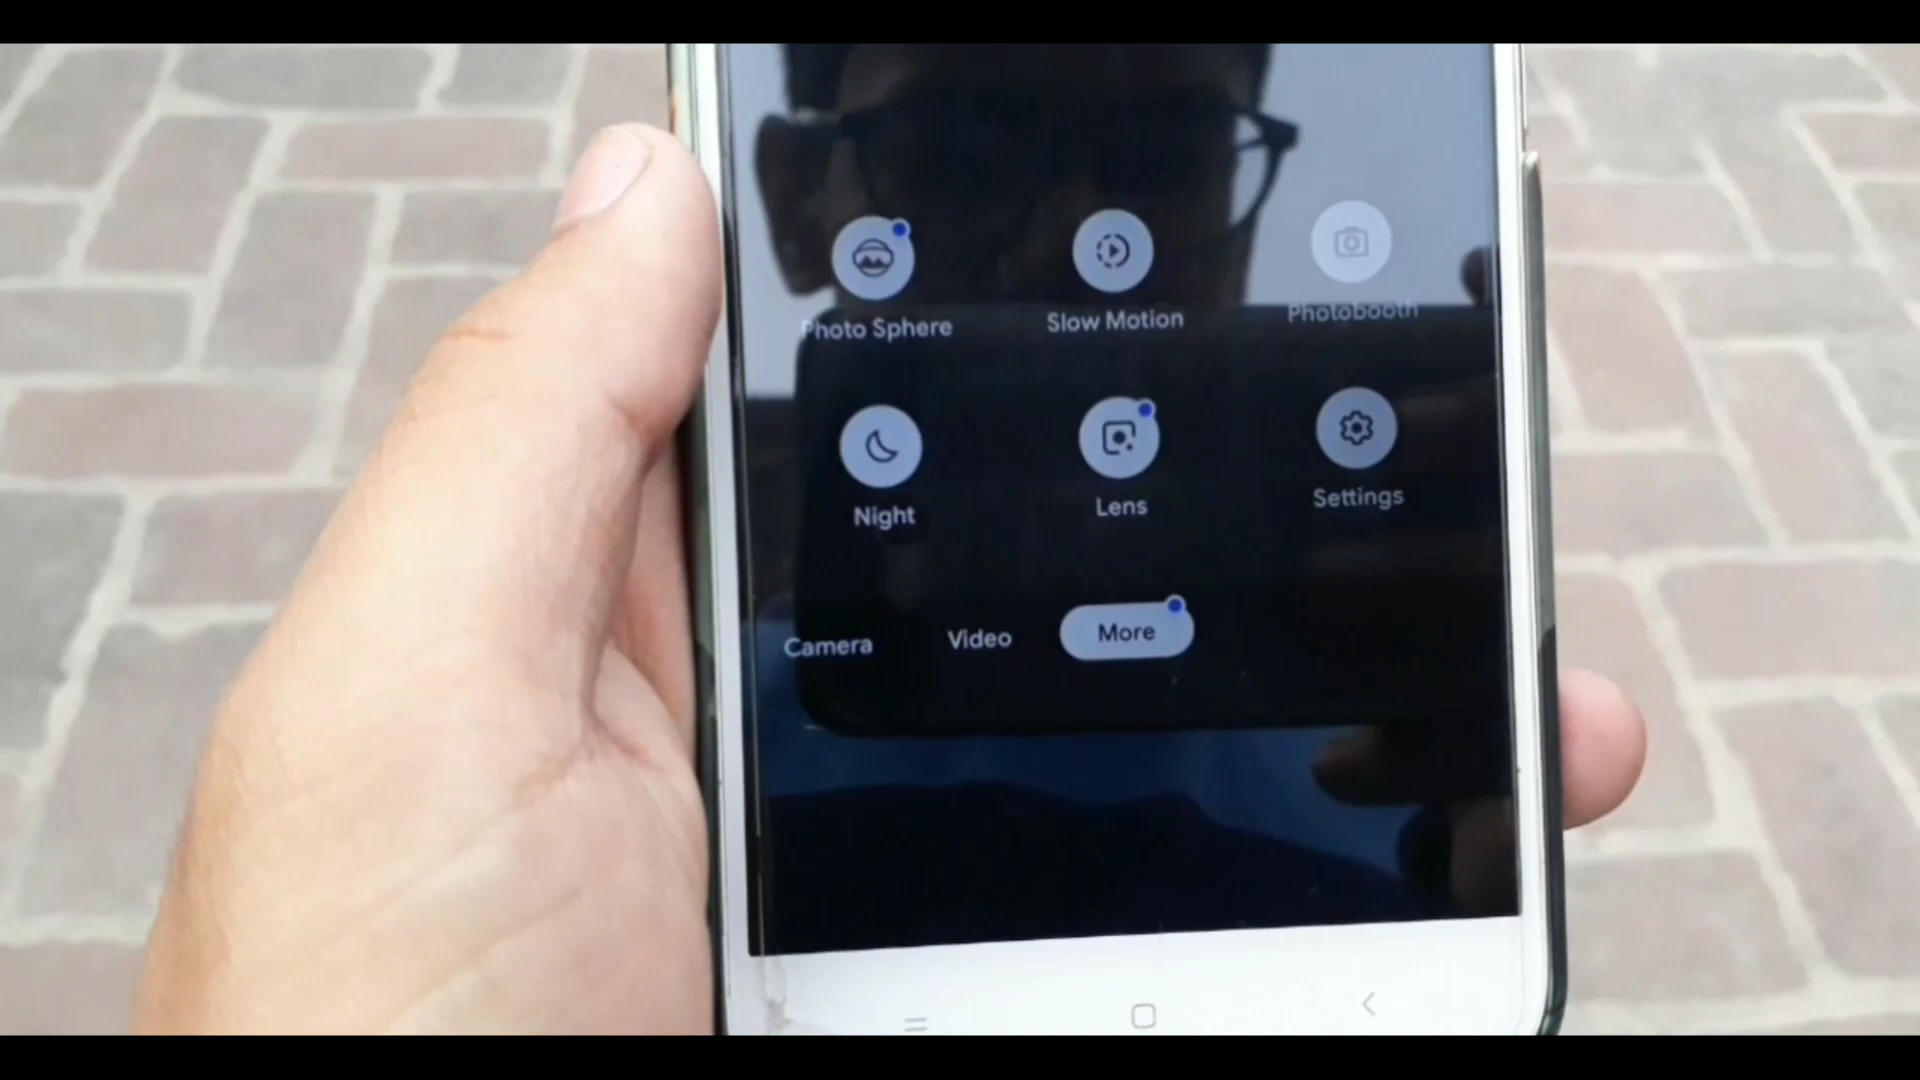 Photo Sphere
Slow Motion
Photobooth
Night
Lens
Settings
Camera
Video
More